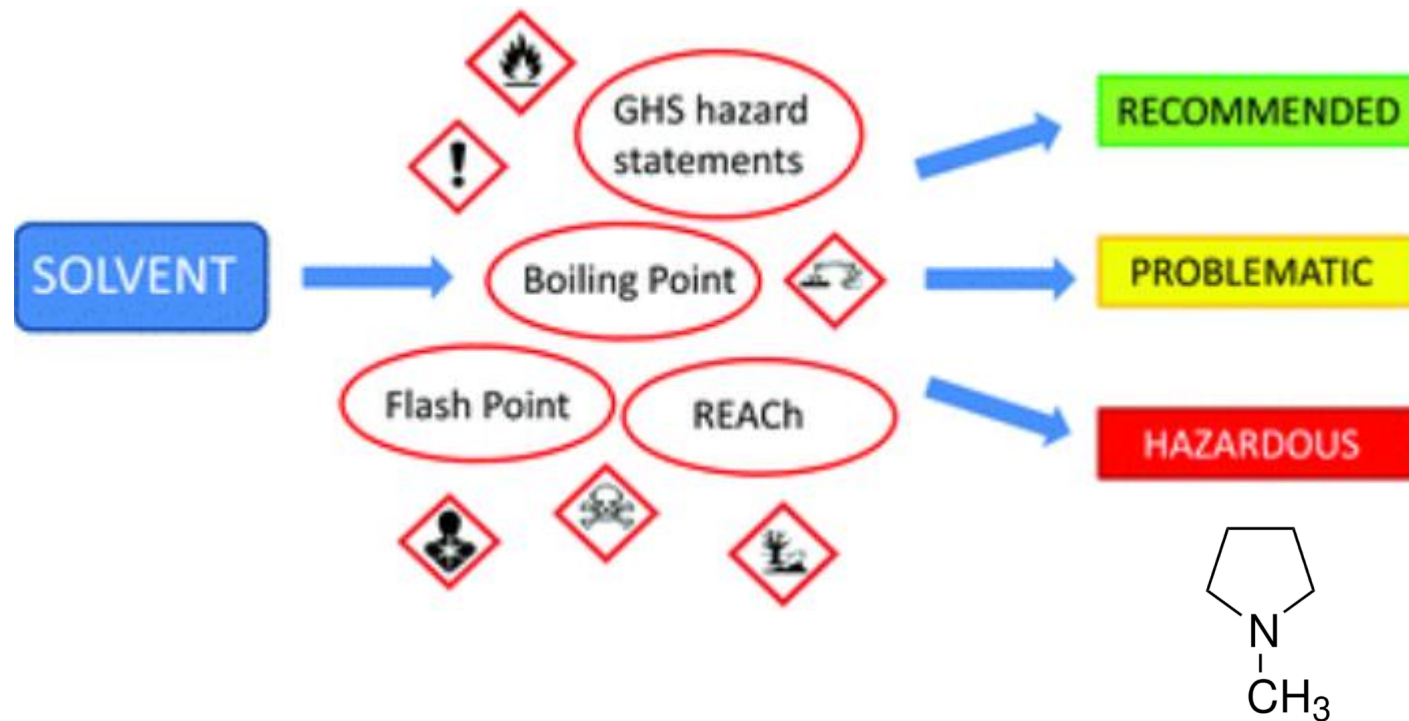 GHS hazard
statements
RECOMMENDED
SOLVENT
Boiling Point
PROBLEMATIC
Flash Point
REACh
HAZARDOUS
!
N
CH₃